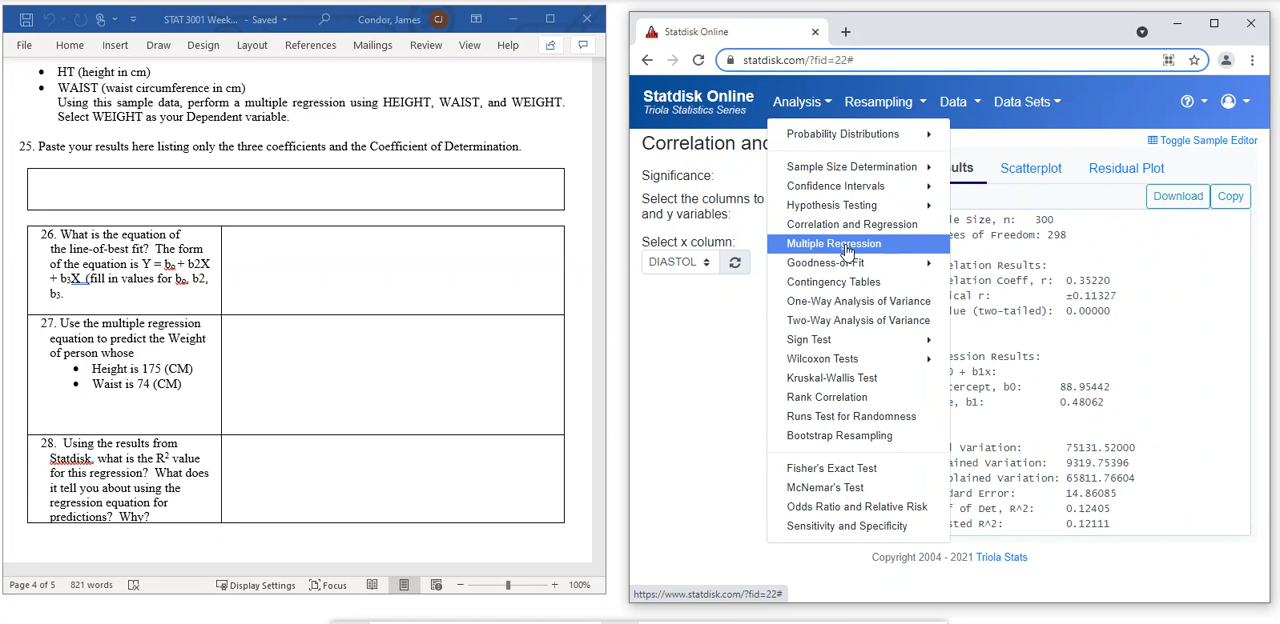 STAT 3001 Week... - Saved
Condor, James
CJ
File Home Insert Draw Design Layout References Mailings Review View Help
• HT (height in cm)
• WAIST (waist circumference in cm)
Using this sample data, perform a multiple regression using HEIGHT, WAIST, and WEIGHT.
Select WEIGHT as your Dependent variable.
25. Paste your results here listing only the three coefficients and the Coefficient of Determination.
26. What is the equation of
the line-of-best fit? The form
of the equation is Y = b₀ + b2X
+ b₃X (fill in values for b₀, b2,
b₃.
27. Use the multiple regression
equation to predict the Weight
of person whose
• Height is 175 (CM)
• Waist is 74 (CM)
28. Using the results from
Statdisk, what is the R² value
for this regression? What does
it tell you about using the
regression equation for
predictions? Why?
Page 4 of 5 821 words Display Settings Focus 100%
Statdisk Online
statdisk.com/?fid=22#
Statdisk Online
Triola Statistics Series
Analysis Resampling Data Data Sets
Toggle Sample Editor
Correlation and
Significance:
Select the columns to
and y variables:
Select x column:
DIASTOL
Probability Distributions
Sample Size Determination
Confidence Intervals
Hypothesis Testing
Correlation and Regression
Multiple Regression
Goodness-of-Fit
Contingency Tables
One-Way Analysis of Variance
Two-Way Analysis of Variance
Sign Test
Wilcoxon Tests
Kruskal-Wallis Test
Rank Correlation
Runs Test for Randomness
Bootstrap Resampling
Fisher's Exact Test
McNemar's Test
Odds Ratio and Relative Risk
Sensitivity and Specificity
ults Scatterplot Residual Plot
Download Copy
le Size, n: 300
ees of Freedom: 298
elation Results:
elation Coeff, r: 0.35220
ical r: ±0.11327
ue (two-tailed): 0.00000
ession Results:
0 + b1x:
tercept, b0: 88.95442
e, b1: 0.48062
l Variation: 75131.52000
ained Variation: 9319.75396
plained Variation: 65811.76604
dard Error: 14.86085
f of Det, R^2: 0.12405
sted R^2: 0.12111
Copyright 2004 - 2021 Triola Stats
https://www.statdisk.com/?fid=22#